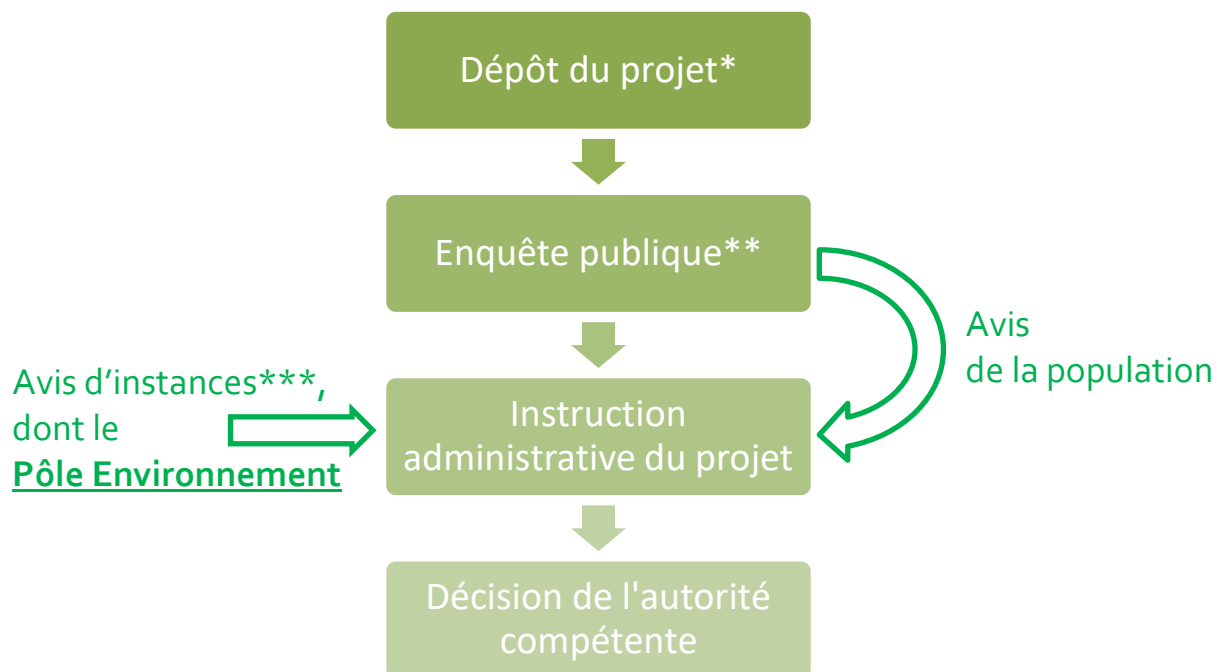 Dépôt du projet*
Enquête publique**
Avis
de la population
Avis d’instances***,
dont le
Pôle Environnement
Instruction
administrative du projet
Décision de l'autorité
compétente